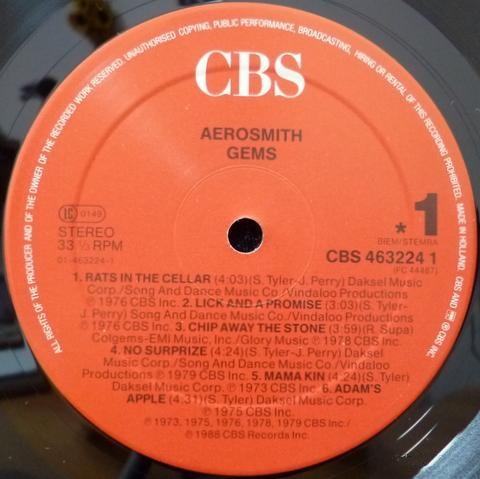 ALL RIGHTS OF THE PRODUCER AND OF THE OWNER OF THE RECORDED WORK RESERVED. UNAUTHORISED COPYING, PUBLIC PERFORMANCE, BROADCASTING, HIRING OR RENTAL OF THIS RECORD PROHIBITED. MADE IN HOLLAND. CBS AND ℗ © CBS INC.
CBS
AEROSMITH
GEMS
IC 0149
STEREO
33 ⅓ RPM
01-463224-1
*1
BIEM/STEMRA
CBS 463224 1
(FC 44487)
1. RATS IN THE CELLAR (4:03)(S. Tyler-J. Perry) Daksel Music
Corp./Song And Dance Music Corp./Vindaloo Productions
℗ 1976 CBS Inc. 2. LICK AND A PROMISE (3:03)(S. Tyler-
J. Perry) Song And Dance Music Corp./Vindaloo Productions
℗ 1976 CBS Inc. 3. CHIP AWAY THE STONE (3:59)(R. Supa)
Colgems-EMI Music, Inc./Glory Music ℗ 1978 CBS Inc.
4. NO SURPRIZE (4:24)(S. Tyler-J. Perry) Daksel
Music Corp./Song And Dance Music Co./Vindaloo
Productions ℗ 1979 CBS Inc. 5. MAMA KIN (4:24)(S. Tyler)
Daksel Music Corp. ℗ 1973 CBS Inc. 6. ADAM'S
APPLE (4:31)(S. Tyler) Daksel Music Corp.
℗ 1975 CBS Inc.
℗ 1973, 1975, 1976, 1978, 1979 CBS Inc./
℗ 1988 CBS Records Inc.